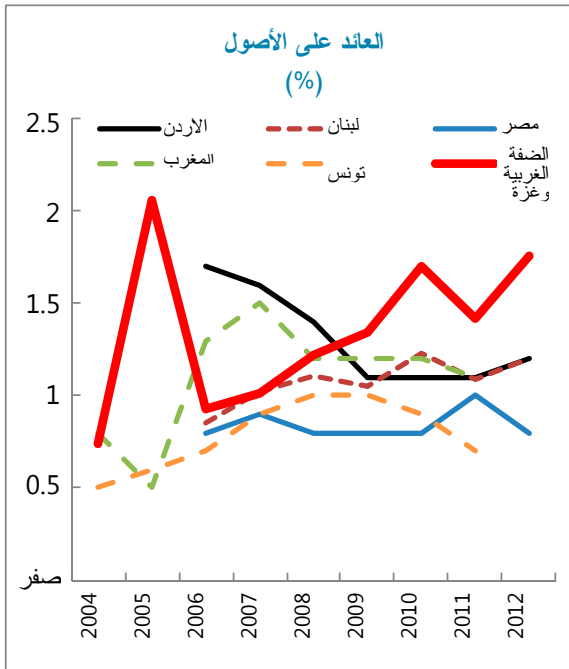 العائد على الأصول
(%)
2.5
2
1.5
1
0.5
صفر
الاردن
لبنان
مصر
المغرب
تونس
الضفة
الغربية
وغزة
2004
2005
2006
2007
2008
2009
2010
2011
2012